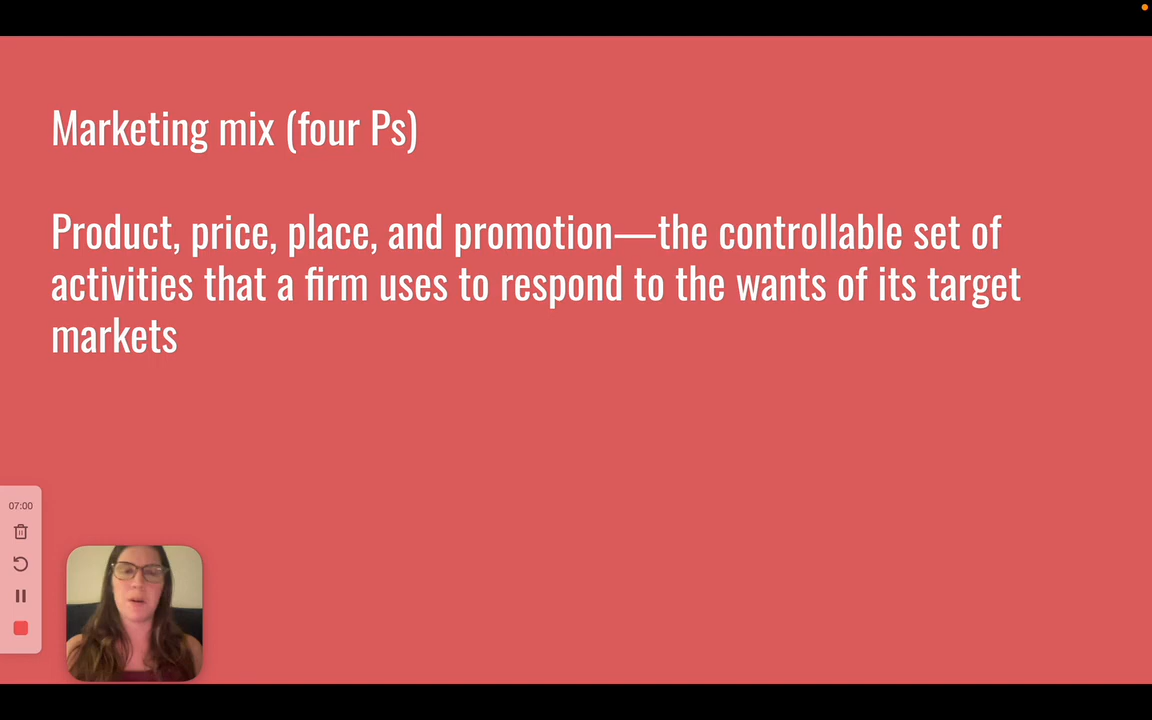 Marketing mix (four Ps)
Product, price, place, and promotion—the controllable set of
activities that a firm uses to respond to the wants of its target
markets
07:00